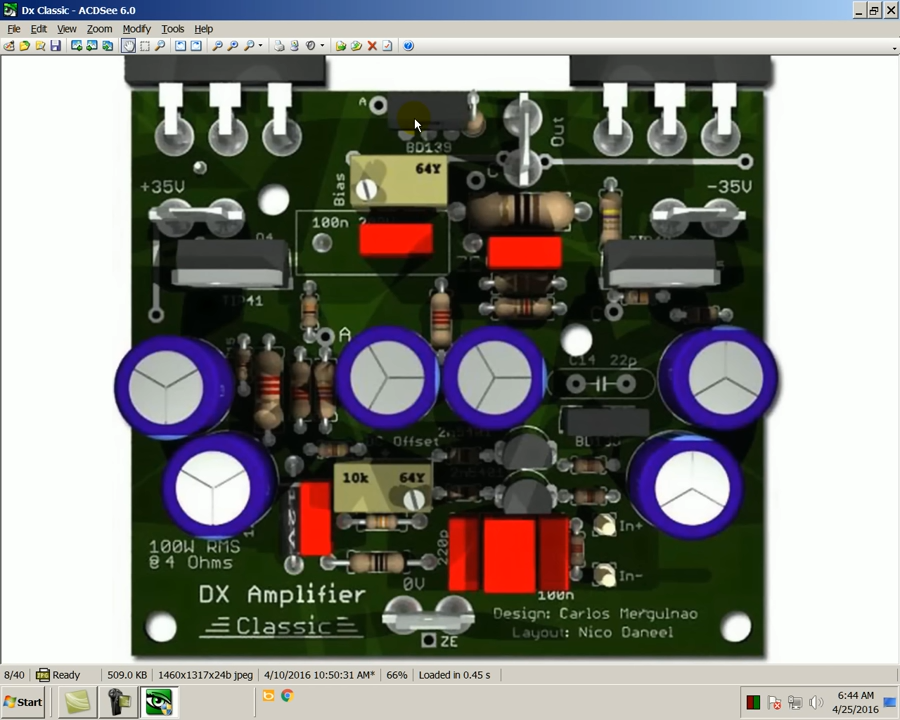 Dx Classic - ACDSee 6.0
File Edit View Zoom Modify Tools Help
A
BD139
Out
+35V
-35V
Bias
64Y
100n
TIP41
A
C14 22p
Offset
10k 64Y
In+
In-
220p
100W RMS
@4 Ohms
0V
100n
DX Amplifier
Classic
Design: Carlos Mergulhao
Layout: Nico Daneel
ZE
8/40 Ready 509.0 KB 1460x1317x24b jpeg 4/10/2016 10:50:31 AM* 66% Loaded in 0.45 s
Start
6:44 AM
4/25/2016